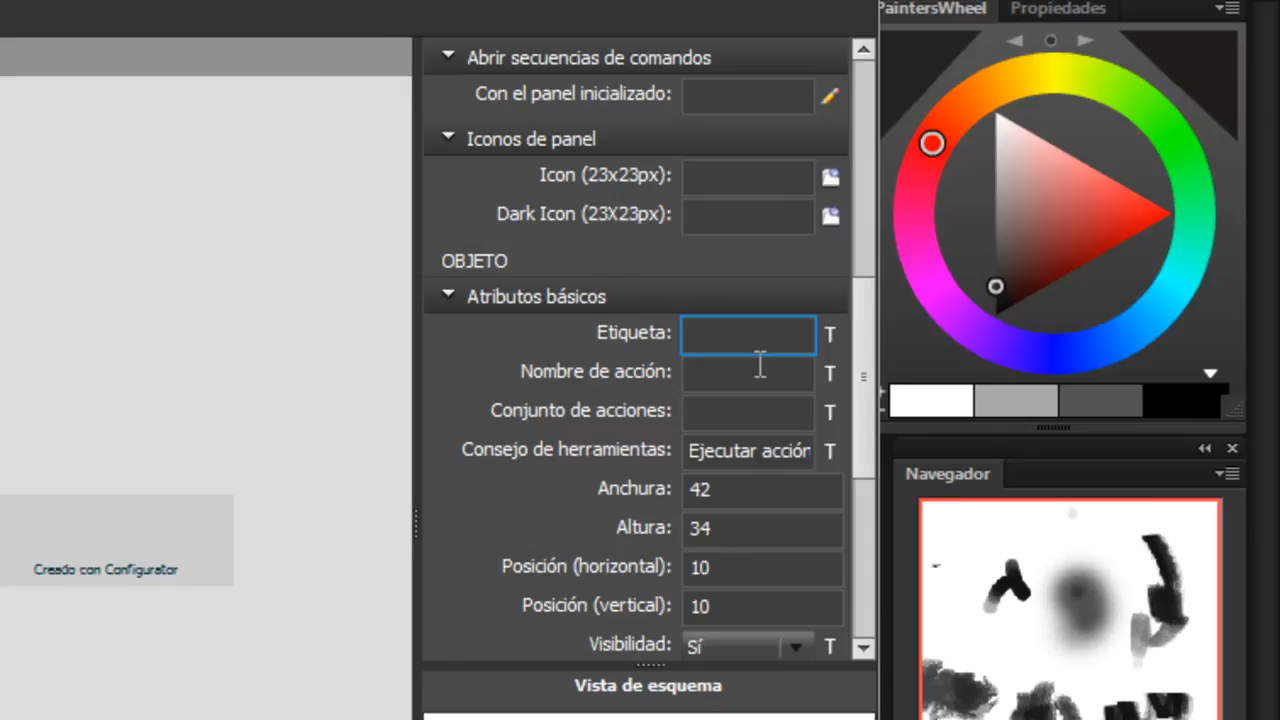 PaintersWheel
Propiedades
Abrir secuencias de comandos
Con el panel inicializado:
Iconos de panel
Icon (23x23px):
Dark Icon (23X23px):
OBJETO
Atributos básicos
Etiqueta:
T
Nombre de acción:
T
Conjunto de acciones:
T
Consejo de herramientas: Ejecutar acción
T
Anchura: 42
Altura: 34
Posición (horizontal): 10
Posición (vertical): 10
Visibilidad: Sí
T
Vista de esquema
Creado con Configurator
Navegador